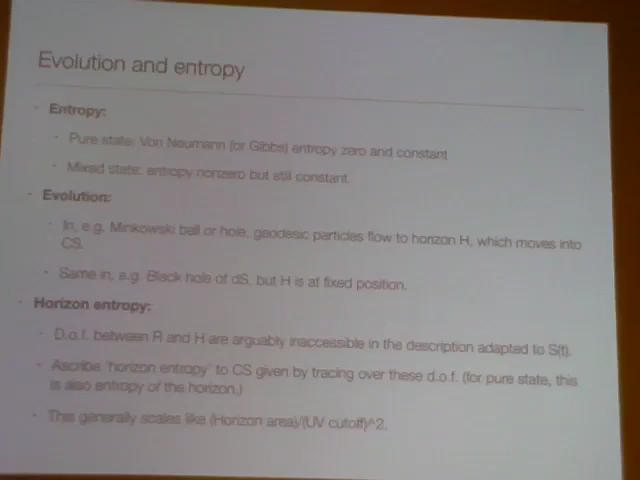 Evolution and entropy
Entropy:
Pure state: Von Neumann (or Gibbs) entropy zero and constant
Mixed state: entropy nonzero but still constant.
Evolution:
In, e.g. Minkowski ball or hole, geodesic particles flow to horizon H, which moves into
CS.
Same in, e.g. Black hole of dS, but H is at fixed position.
Horizon entropy:
D.o.f. between R and H are arguably inaccessible in the description adapted to S(t).
Ascribe 'horizon entropy' to CS given by tracing over these d.o.f. (for pure state, this
is also entropy of the horizon.)
This generally scales like (Horizon area)/(UV cutoff)^2.